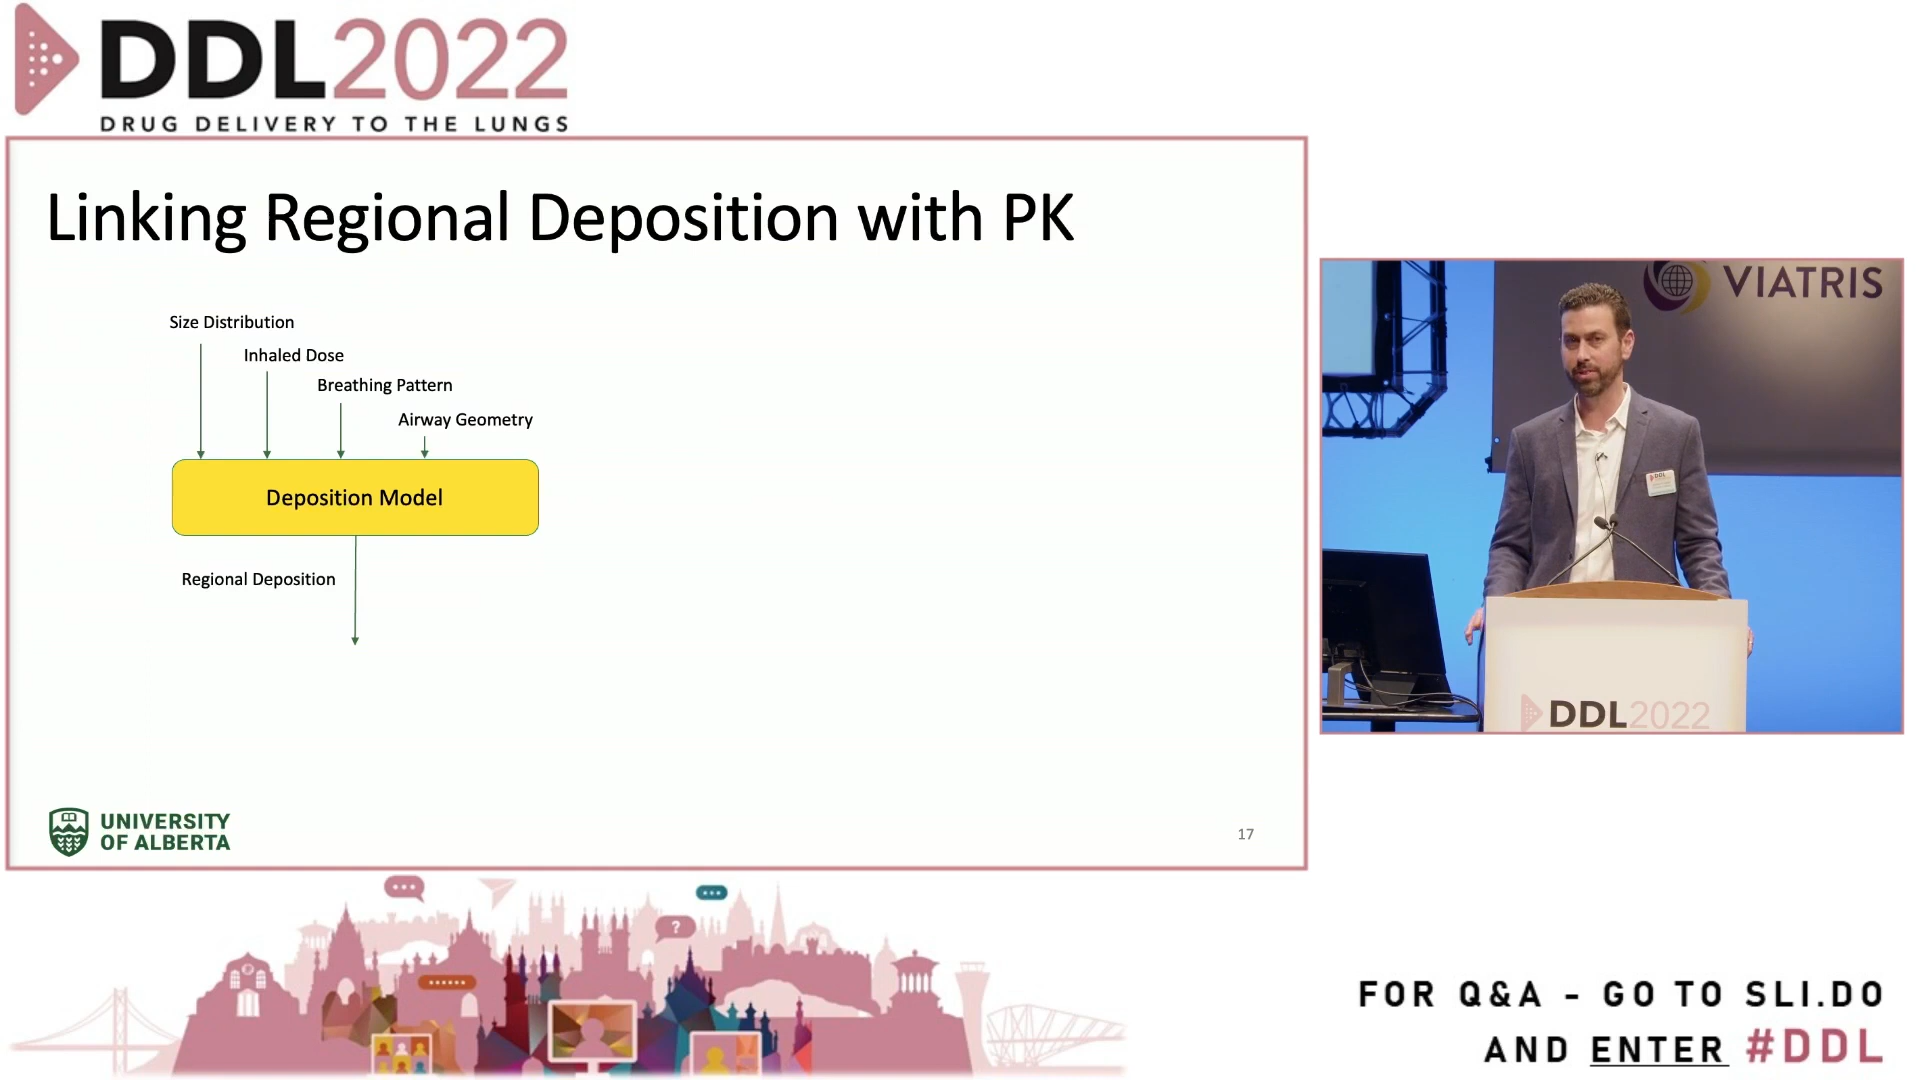 DDL2022
DRUG DELIVERY TO THE LUNGS
Linking Regional Deposition with PK
Size Distribution
Inhaled Dose
Breathing Pattern
Airway Geometry
Deposition Model
Regional Deposition
UNIVERSITY
OF ALBERTA
17
VIATRIS
DDL
DDL2022
?
FOR Q&A - GO TO SLI.DO
AND ENTER #DDL